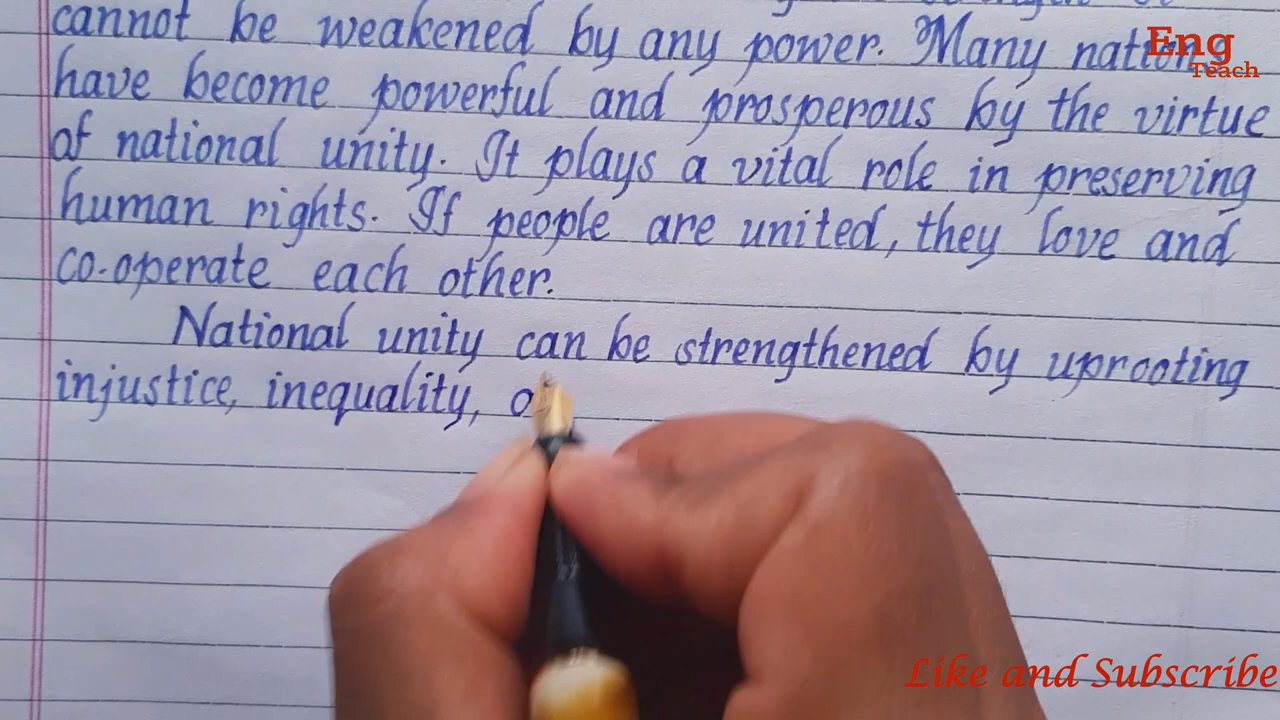 cannot be weakened by any power. Many nations
have become powerful and prosperous by the virtue
of national unity. It plays a vital role in preserving
human rights. If people are united, they love and
co-operate each other.
National unity can be strengthened by uprooting
injustice, inequality, o
Eng
Teach
Like and Subscribe